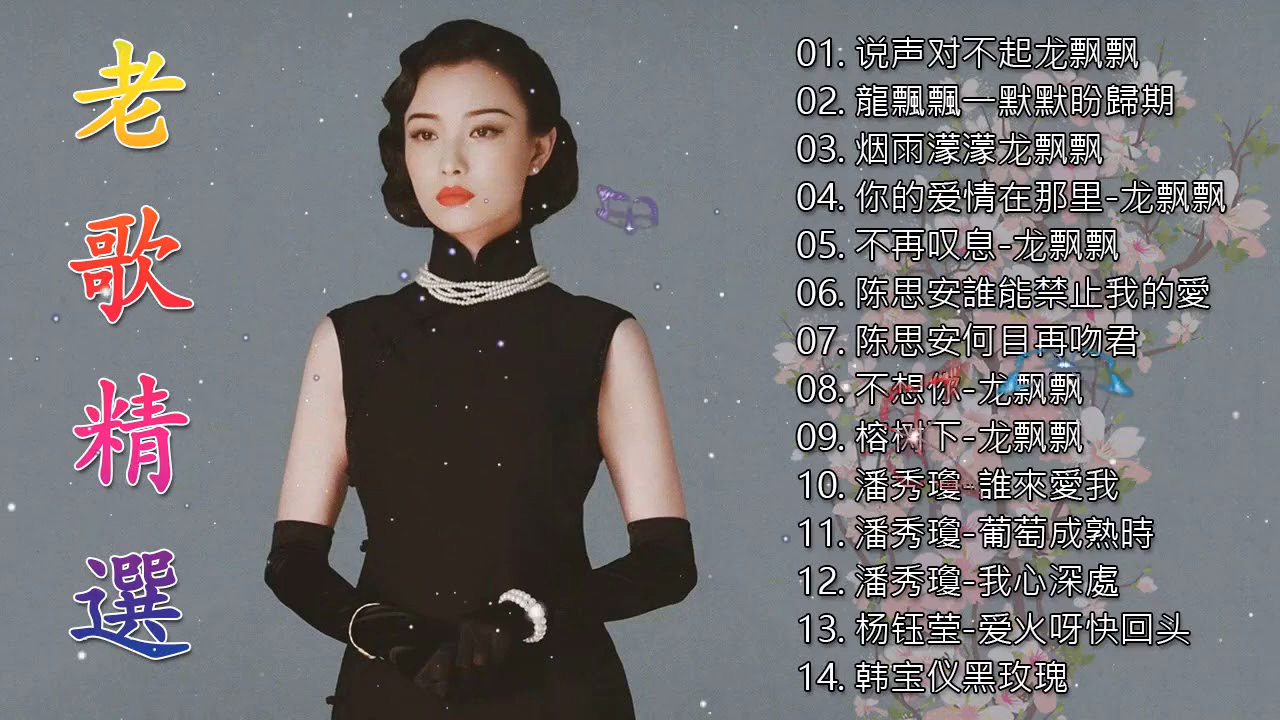 老歌精選
01. 说声对不起龙飘飘
02. 龍飄飄一默默盼歸期
03. 烟雨濛濛龙飘飘
04. 你的爱情在那里-龙飘飘
05. 不再叹息-龙飘飘
06. 陈思安誰能禁止我的愛
07. 陈思安何目再吻君
08. 不想你-龙飘飘
09. 榕树下-龙飘飘
10. 潘秀瓊-誰來愛我
11. 潘秀瓊-葡萄成熟時
12. 潘秀瓊-我心深處
13. 杨钰莹-爱火呀快回头
14. 韩宝仪黑玫瑰